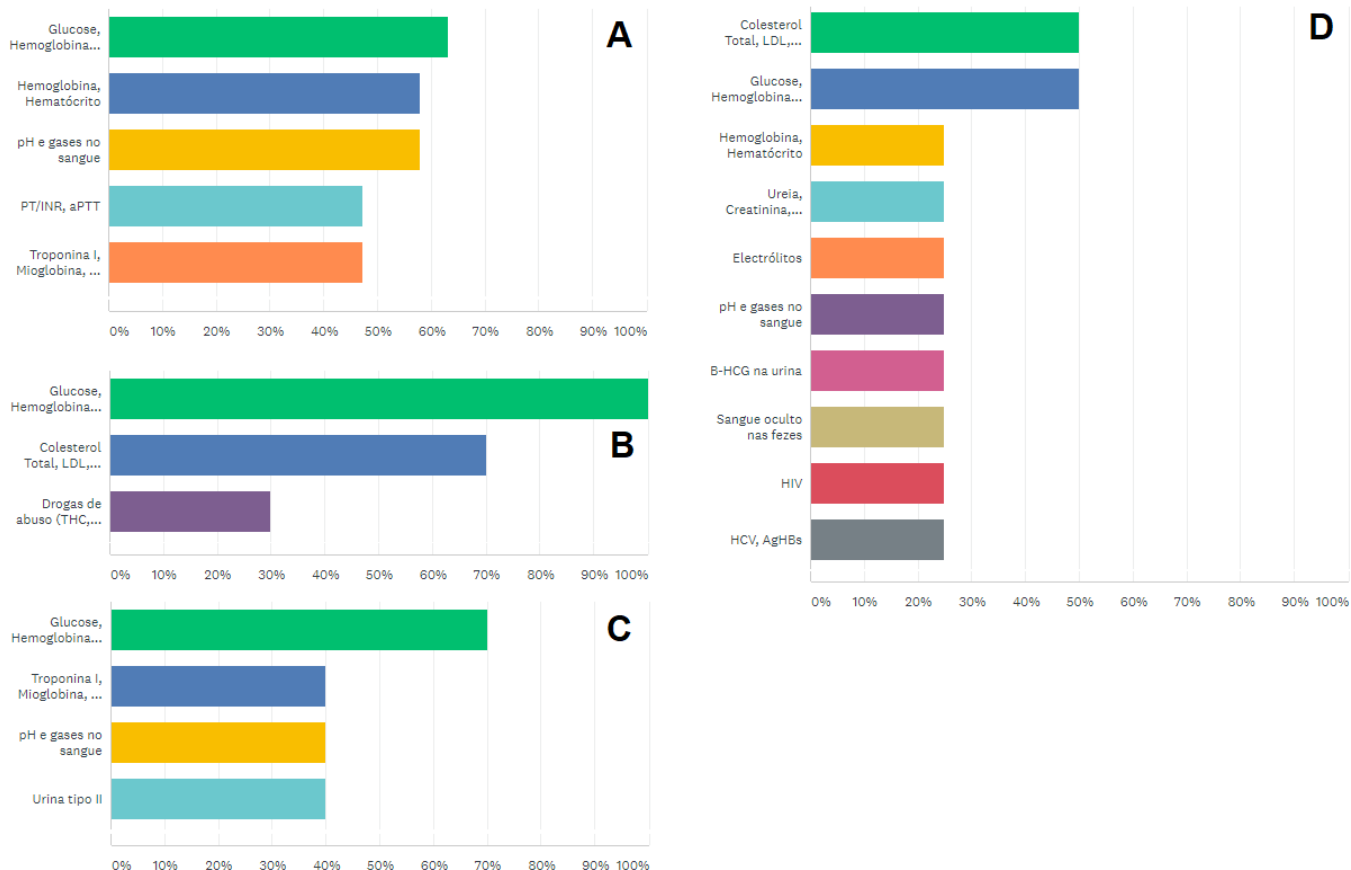 A
Glucose,
Hemoglobina...
Hemoglobina,
Hematócrito
pH e gases no
sangue
PT/INR, aPTT
Troponina I,
Mioglobina, ...
0% 10% 20% 30% 40% 50% 60% 70% 80% 90% 100%
B
Glucose,
Hemoglobina...
Colesterol
Total, LDL,...
Drogas de
abuso (THC,...
0% 10% 20% 30% 40% 50% 60% 70% 80% 90% 100%
C
Glucose,
Hemoglobina...
Troponina I,
Mioglobina, ...
pH e gases no
sangue
Urina tipo II
0% 10% 20% 30% 40% 50% 60% 70% 80% 90% 100%
D
Colesterol
Total, LDL,...
Glucose,
Hemoglobina...
Hemoglobina,
Hematócrito
Ureia,
Creatinina,...
Electrólitos
pH e gases no
sangue
B-HCG na urina
Sangue oculto
nas fezes
HIV
HCV, AgHBs
0% 10% 20% 30% 40% 50% 60% 70% 80% 90% 100%